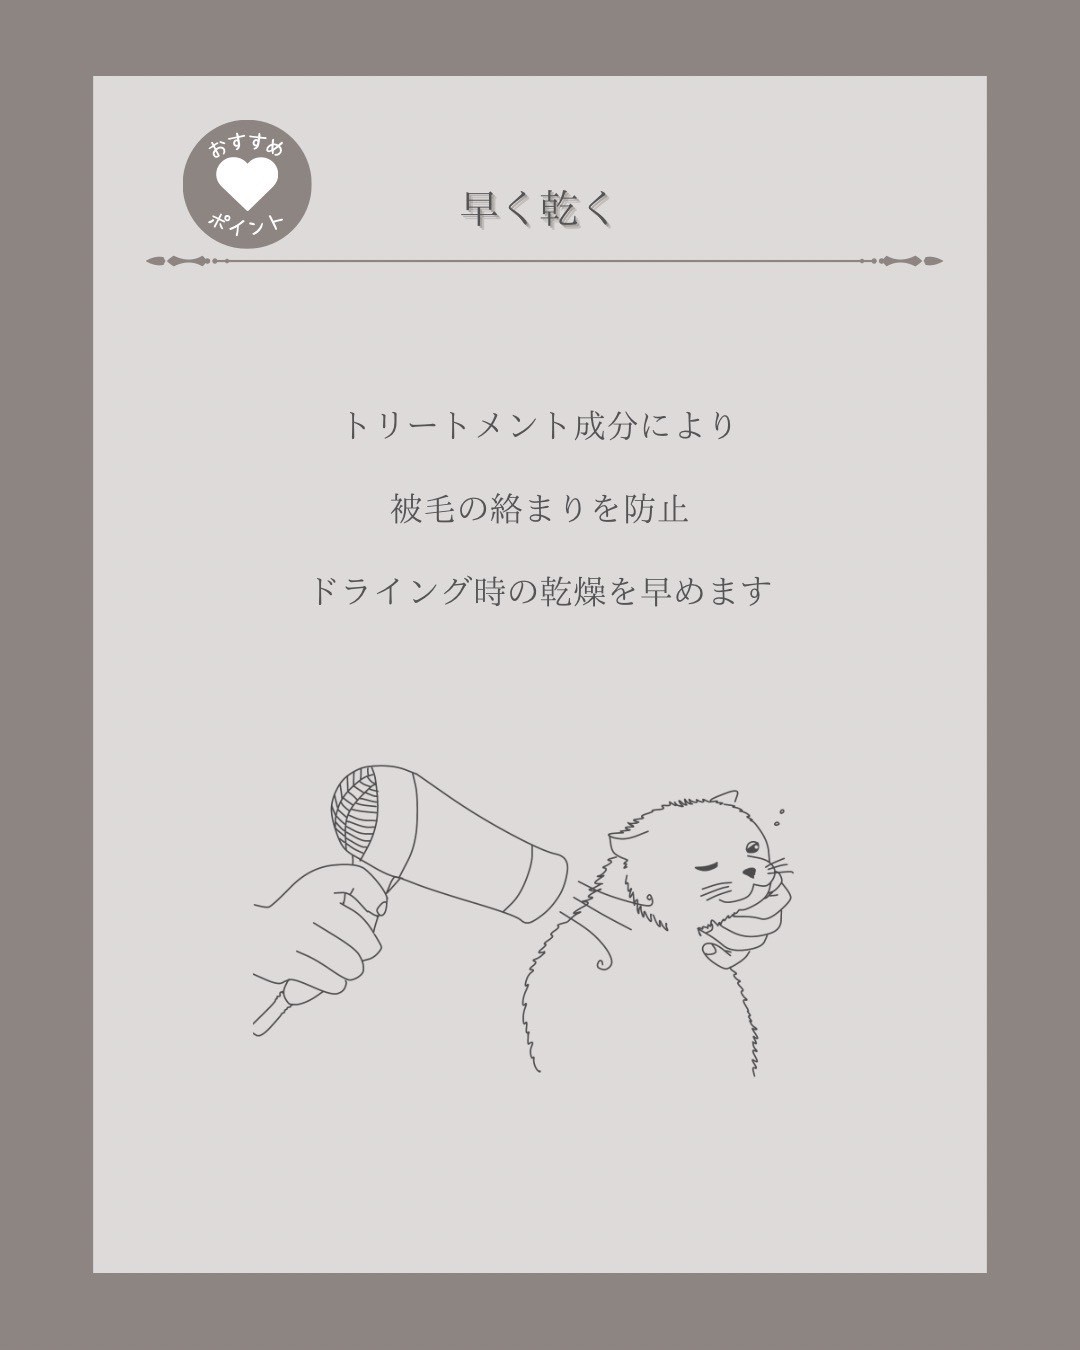 おすすめ
ポイント
早く乾く
トリートメント成分により
被毛の絡まりを防止
ドライング時の乾燥を早めます